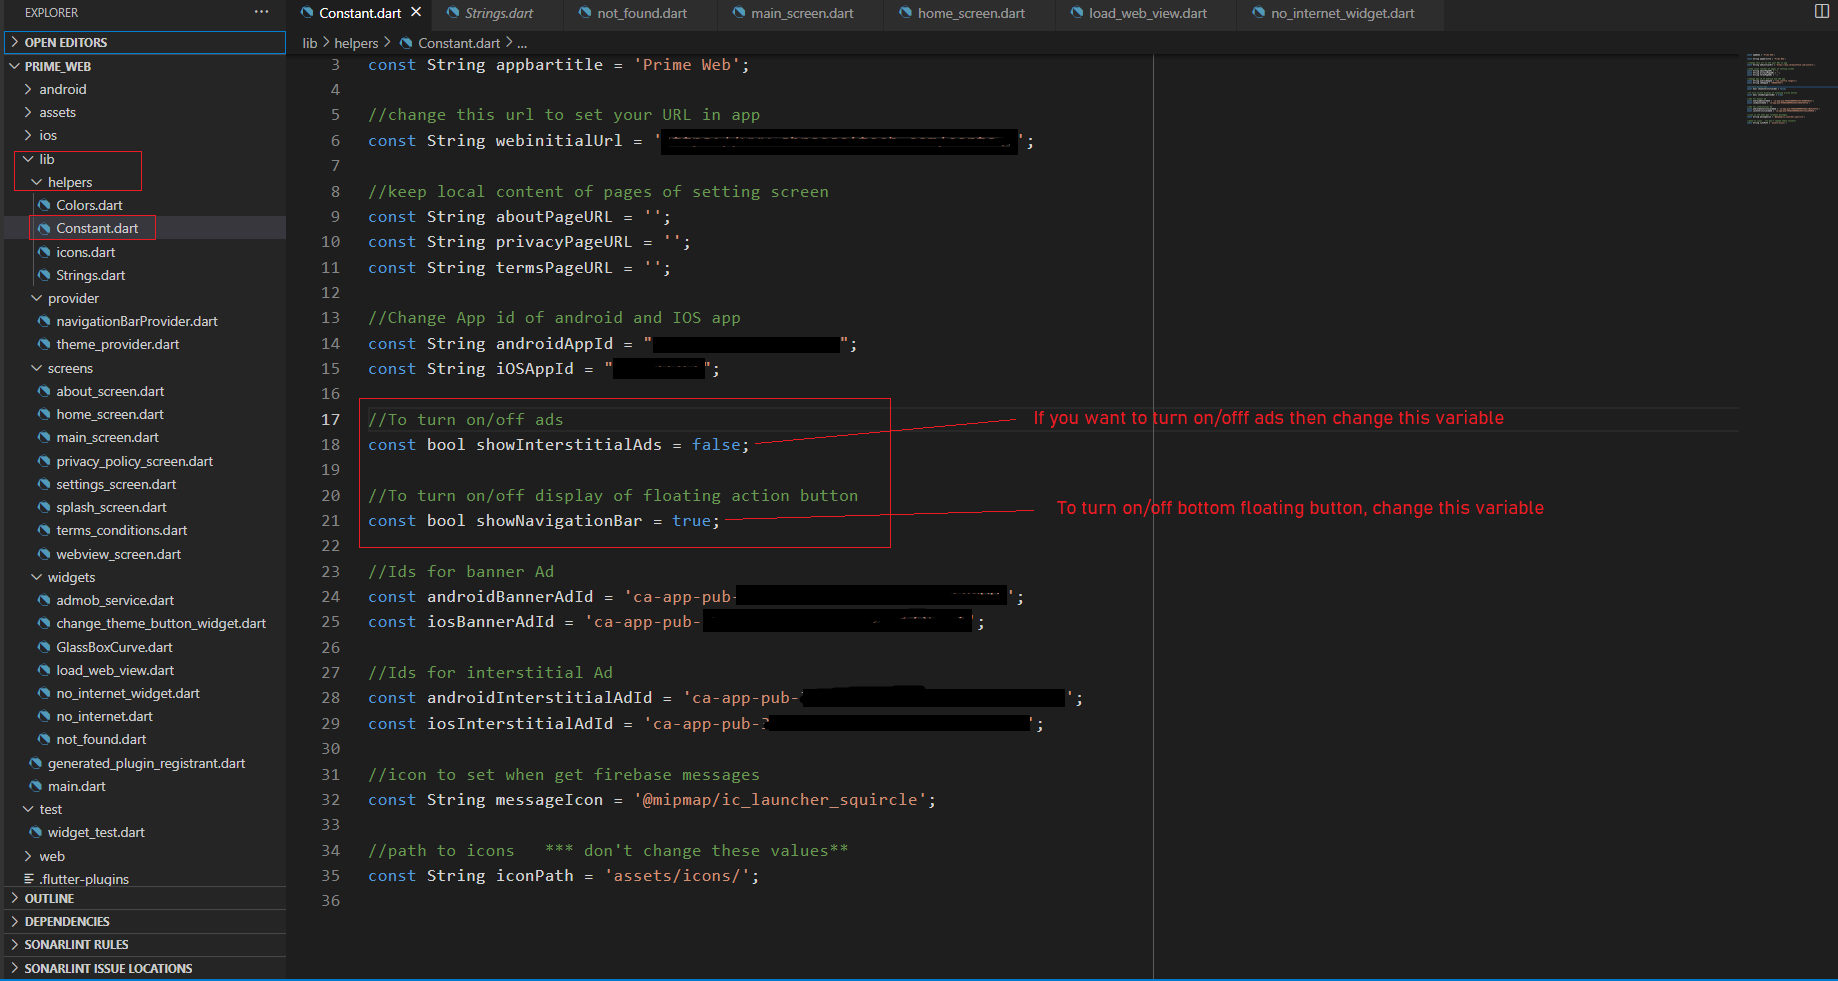 EXPLORER
···
OPEN EDITORS
PRIME_WEB
android
assets
ios
lib
helpers
Colors.dart
Constant.dart
icons.dart
Strings.dart
provider
navigationBarProvider.dart
theme_provider.dart
screens
about_screen.dart
home_screen.dart
main_screen.dart
privacy_policy_screen.dart
settings_screen.dart
splash_screen.dart
terms_conditions.dart
webview_screen.dart
widgets
admob_service.dart
change_theme_button_widget.dart
GlassBoxCurve.dart
load_web_view.dart
no_internet_widget.dart
no_internet.dart
not_found.dart
generated_plugin_registrant.dart
main.dart
test
widget_test.dart
web
.flutter-plugins
OUTLINE
DEPENDENCIES
SONARLINT RULES
SONARLINT ISSUE LOCATIONS
Constant.dart Strings.dart not_found.dart main_screen.dart home_screen.dart load_web_view.dart no_internet_widget.dart
lib > helpers > Constant.dart > ...
3 const String appbartitle = 'Prime Web';
4
5 //change this url to set your URL in app
6 const String webinitialUrl = ' ';
7
8 //keep local content of pages of setting screen
9 const String aboutPageURL = '';
10 const String privacyPageURL = '';
11 const String termsPageURL = '';
12
13 //Change App id of android and IOS app
14 const String androidAppId = " ";
15 const String iOSAppId = " ";
16
17 //To turn on/off ads
If you want to turn on/offf ads then change this variable
18 const bool showInterstitialAds = false;
19
20 //To turn on/off display of floating action button
To turn on/off bottom floating button, change this variable
21 const bool showNavigationBar = true;
22
23 //Ids for banner Ad
24 const androidBannerAdId = 'ca-app-pub- ';
25 const iosBannerAdId = 'ca-app-pub- ';
26
27 //Ids for interstitial Ad
28 const androidInterstitialAdId = 'ca-app-pub- ';
29 const iosInterstitialAdId = 'ca-app-pub- ';
30
31 //icon to set when get firebase messages
32 const String messageIcon = '@mipmap/ic_launcher_squircle';
33
34 //path to icons   *** don't change these values**
35 const String iconPath = 'assets/icons/';
36